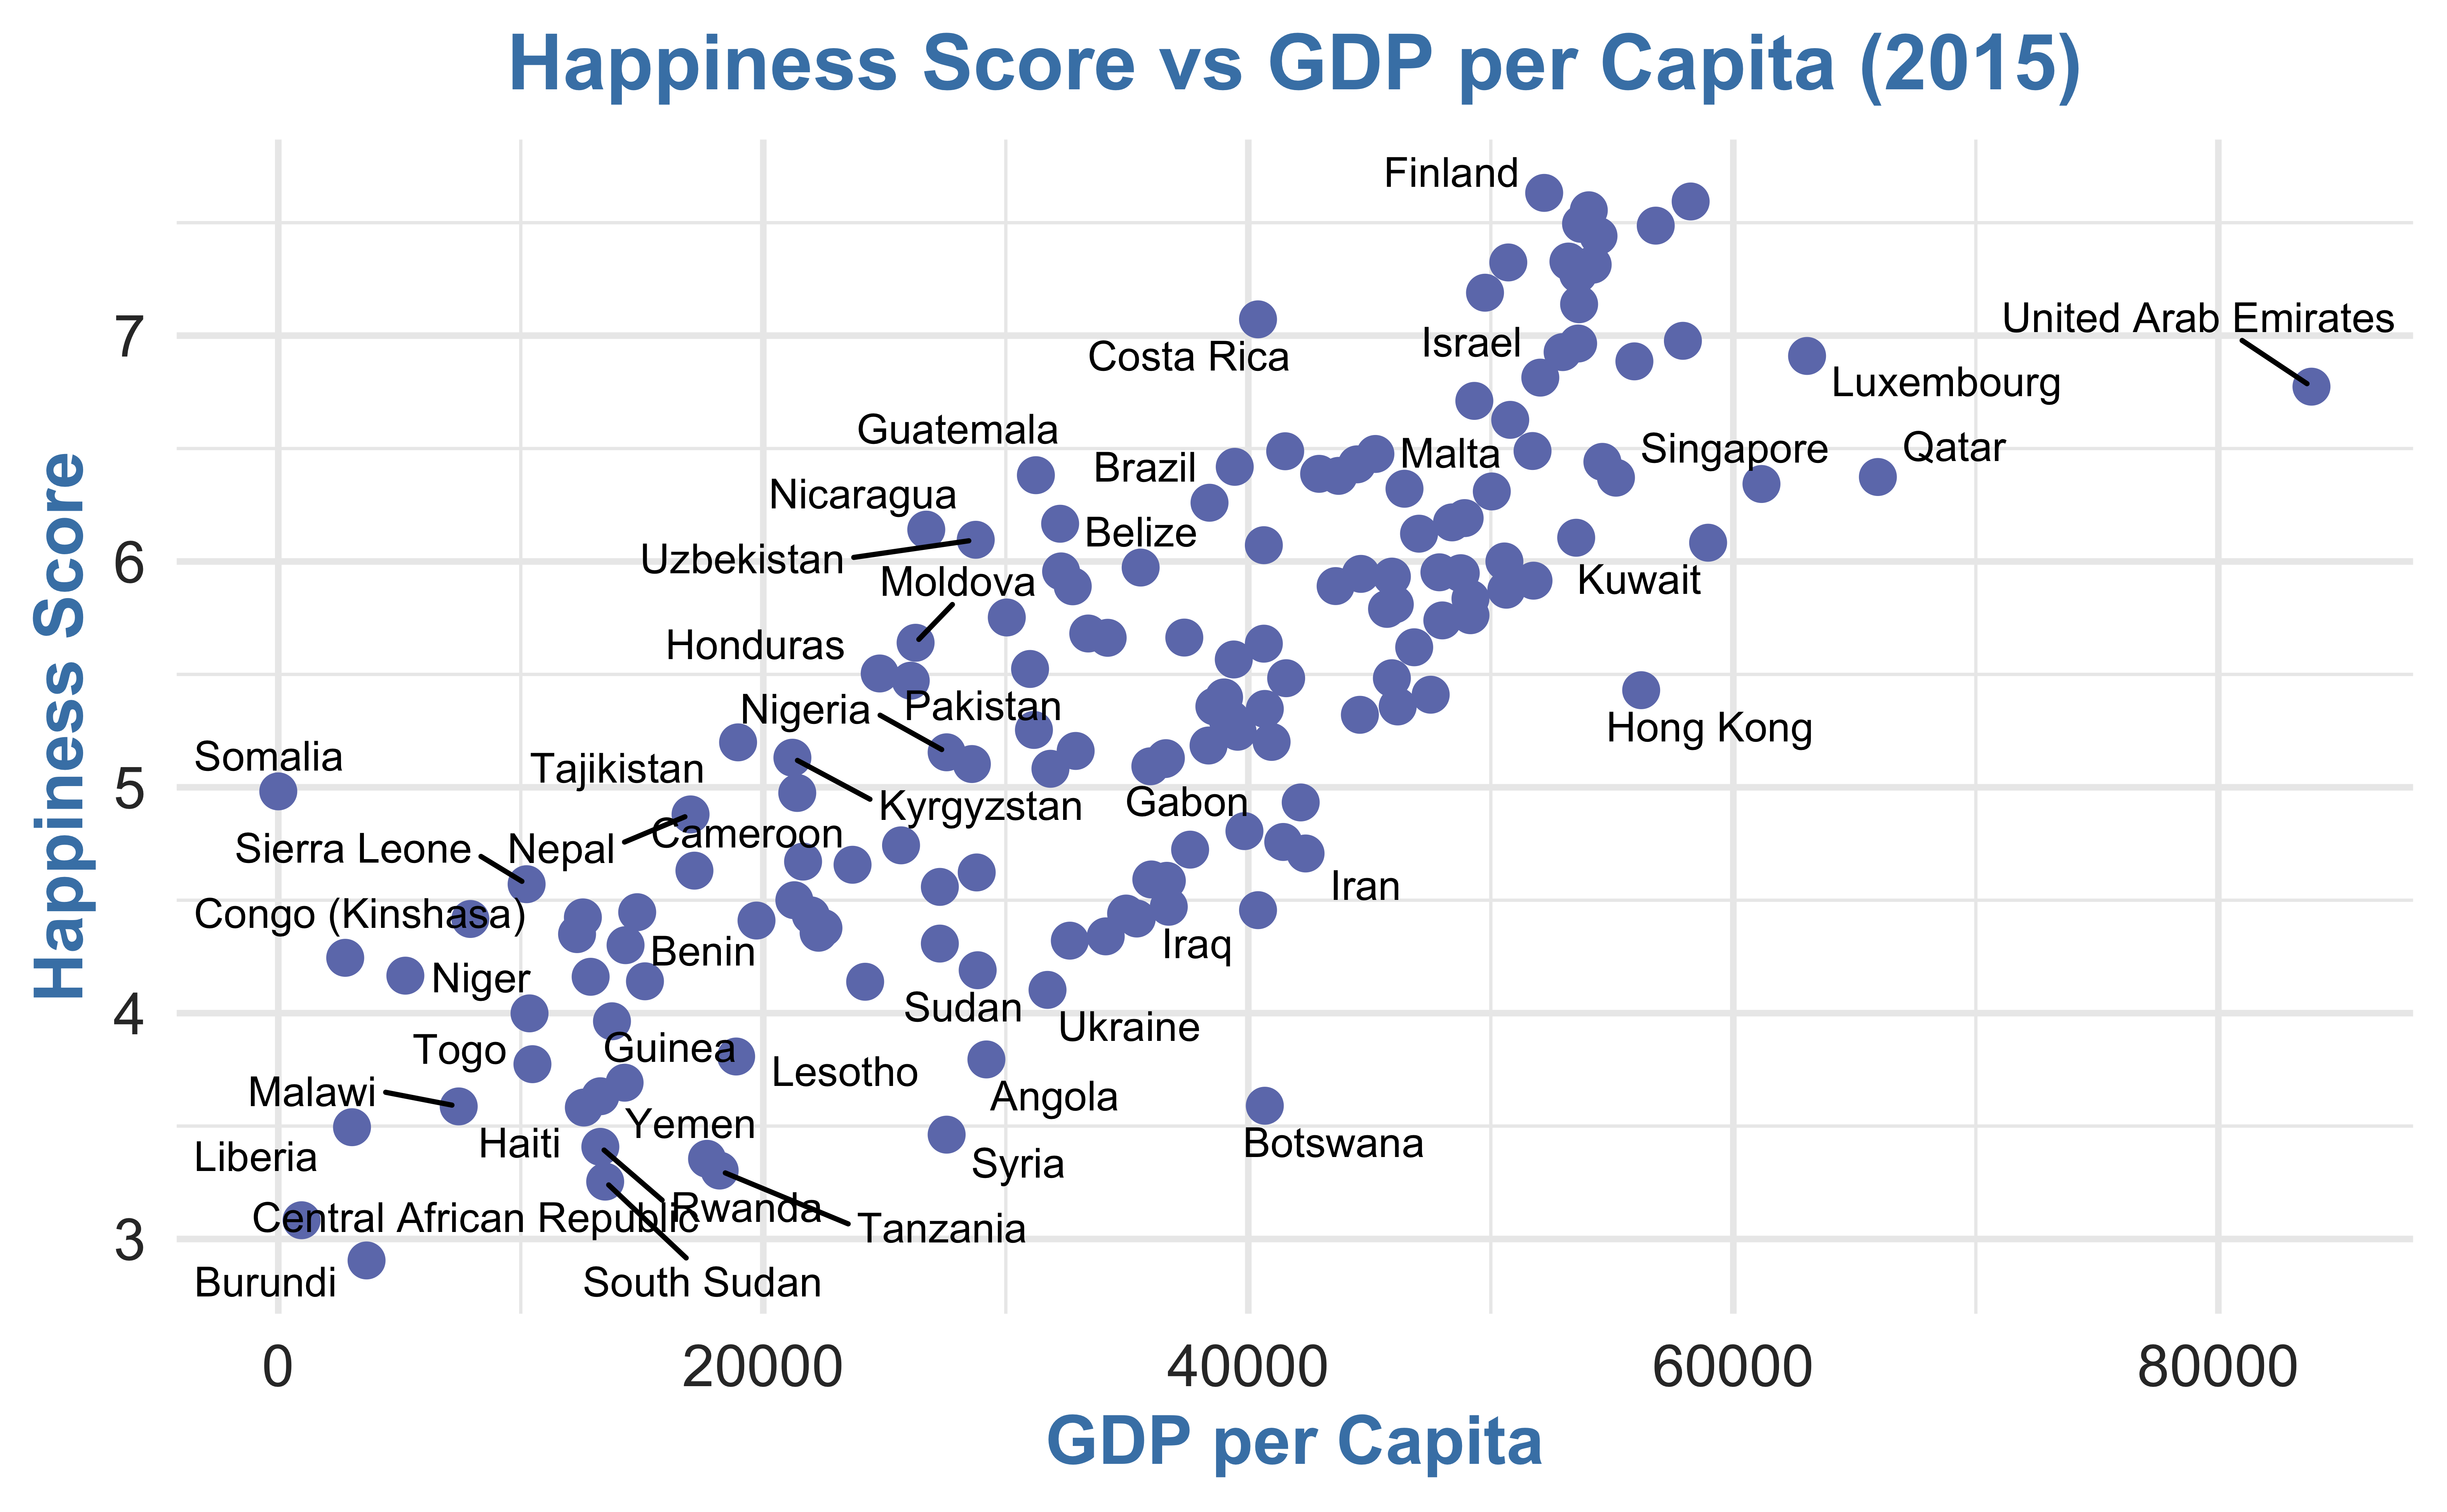 Happiness Score vs GDP per Capita (2015)
Happiness Score
7
6
5
4
3
Finland
United Arab Emirates
Israel
Costa Rica
Luxembourg
Guatemala
Singapore
Qatar
Malta
Brazil
Nicaragua
Belize
Uzbekistan
Moldova
Kuwait
Honduras
Pakistan
Nigeria
Hong Kong
Somalia
Tajikistan
Gabon
Kyrgyzstan
Cameroon
Sierra Leone
Nepal
Iran
Congo (Kinshasa)
Iraq
Benin
Niger
Sudan
Ukraine
Togo
Guinea
Lesotho
Malawi
Angola
Yemen
Haiti
Botswana
Liberia
Syria
Rwanda
Central African Republic
Tanzania
Burundi
South Sudan
0
20000
40000
60000
80000
GDP per Capita